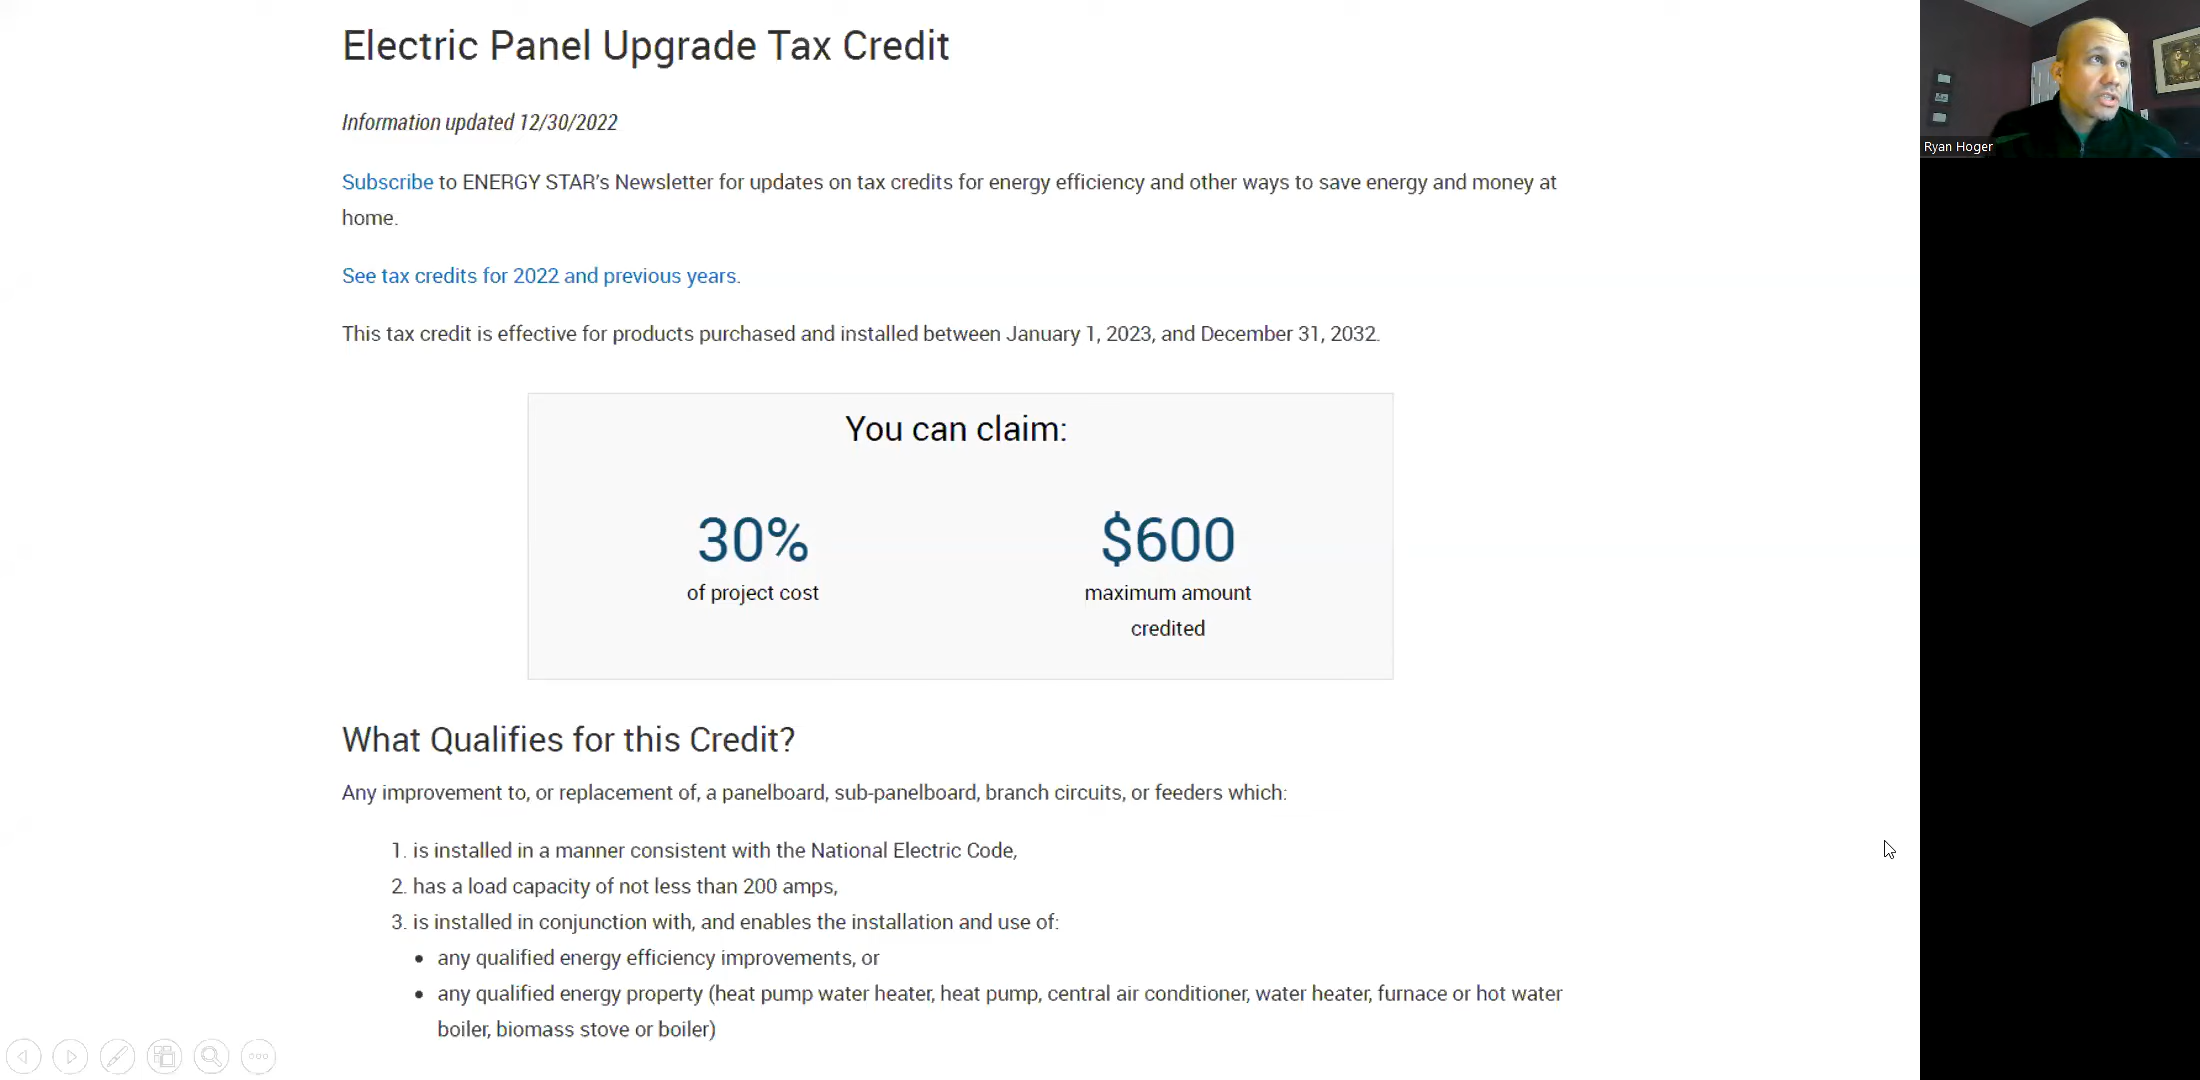 Electric Panel Upgrade Tax Credit
Information updated 12/30/2022
Subscribe to ENERGY STAR's Newsletter for updates on tax credits for energy efficiency and other ways to save energy and money at
home.
See tax credits for 2022 and previous years.
This tax credit is effective for products purchased and installed between January 1, 2023, and December 31, 2032.
You can claim:
30%
of project cost
$600
maximum amount
credited
What Qualifies for this Credit?
Any improvement to, or replacement of, a panelboard, sub-panelboard, branch circuits, or feeders which:
1. is installed in a manner consistent with the National Electric Code,
2. has a load capacity of not less than 200 amps,
3. is installed in conjunction with, and enables the installation and use of:
• any qualified energy efficiency improvements, or
• any qualified energy property (heat pump water heater, heat pump, central air conditioner, water heater, furnace or hot water
boiler, biomass stove or boiler)
Ryan Hoger